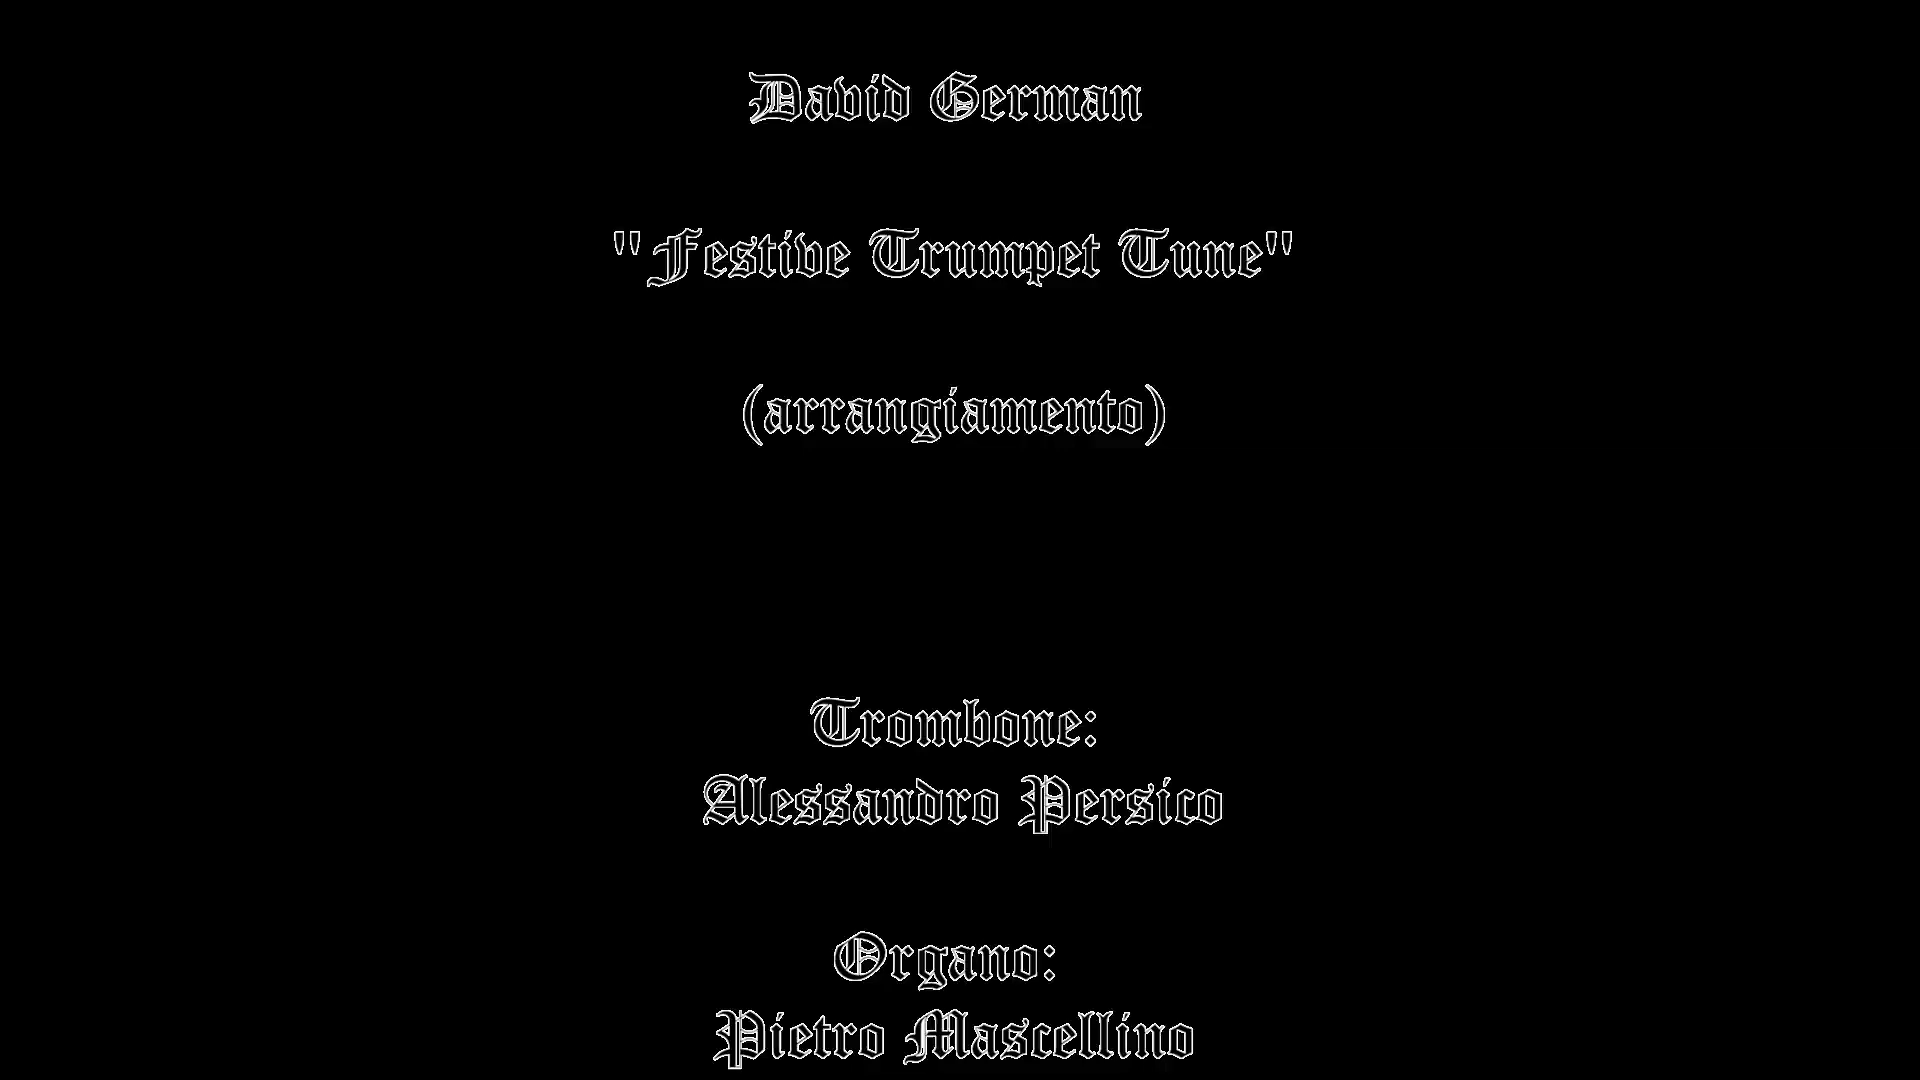 David German
"Festive Trumpet Tune"
(arrangiamento)
Trombone:
Alessandro Persico
Organo:
Pietro Mascellino